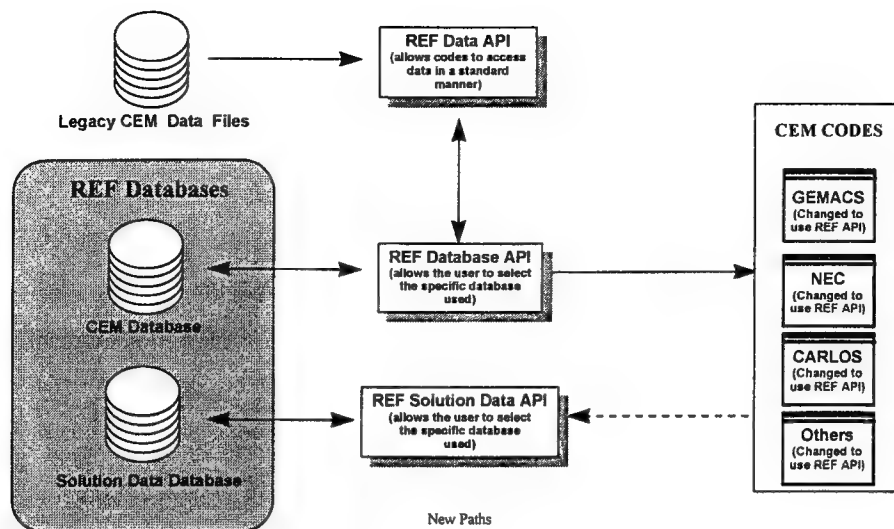 REF Data API
(allows codes to access
data in a standard
manner)
Legacy CEM Data Files
REF Databases
CEM Database
Solution Data Database
REF Database API
(allows the user to select
the specific database
used)
REF Solution Data API
(allows the user to select
the specific database
used)
CEM CODES
GEMACS
(Changed to
use REF API)
NEC
(Changed to
use REF API)
CARLOS
(Changed to
use REF API)
Others
(Changed to
use REF API)
New Paths